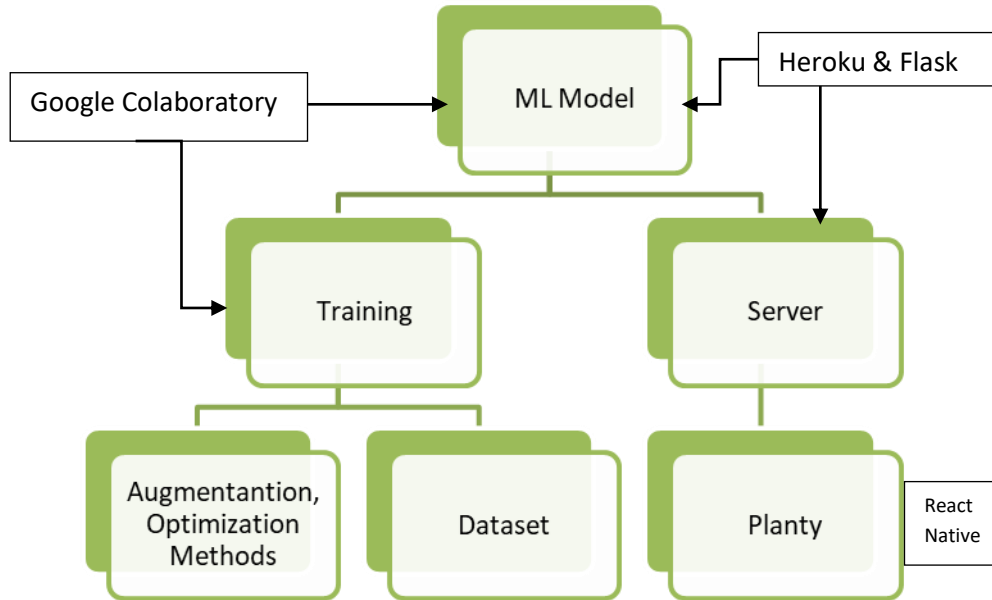 Heroku & Flask
Google Colaboratory
ML Model
Training
Server
Augmentantion,
Optimization
Methods
Dataset
Planty
React
Native